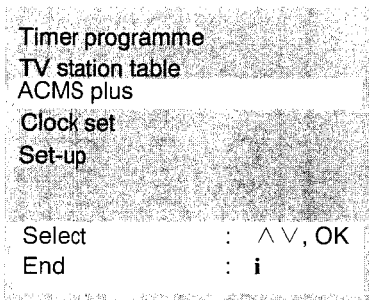 Timer programme
TV station table
ACMS plus
Clock set
Set-up
Select : ∧ ∨, OK
End : i